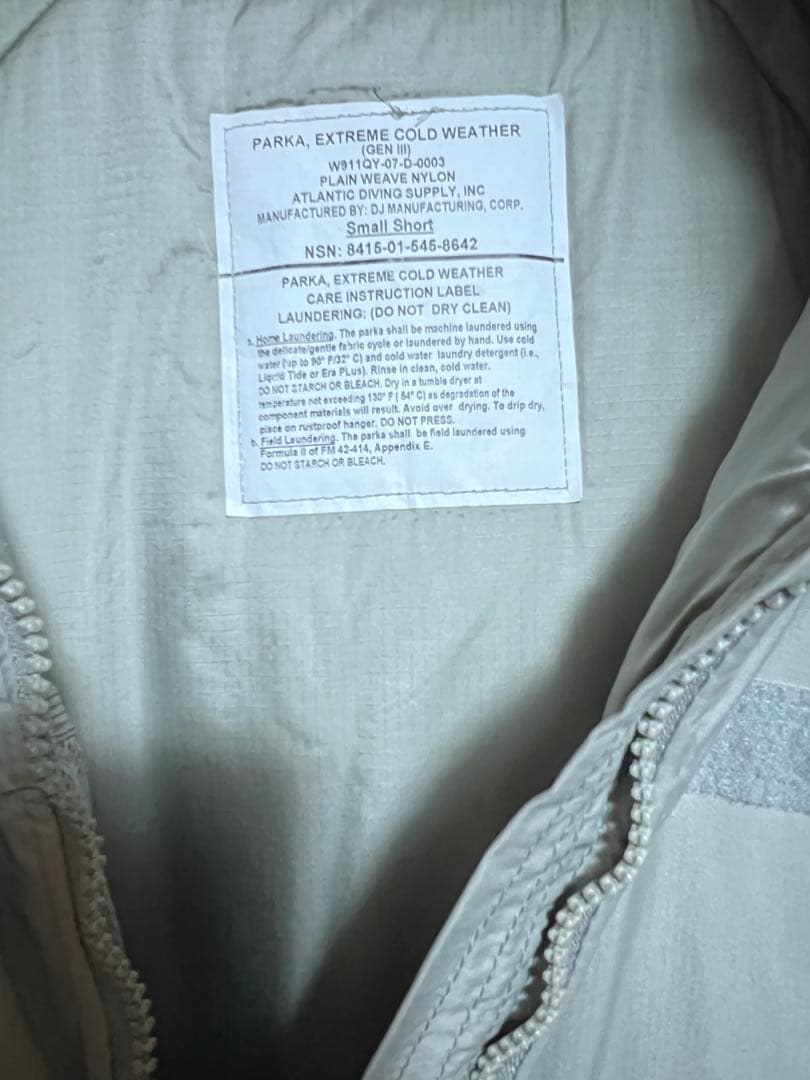 PARKA, EXTREME COLD WEATHER
(GEN III)
W911QY-07-D-0003
PLAIN WEAVE NYLON
ATLANTIC DIVING SUPPLY, INC
MANUFACTURED BY: DJ MANUFACTURING, CORP.
Small Short
NSN: 8415-01-545-8642
PARKA, EXTREME COLD WEATHER
CARE INSTRUCTION LABEL
LAUNDERING: (DO NOT DRY CLEAN)
a. Home Laundering. The parka shall be machine laundered using
the delicate/gentle fabric cycle or laundered by hand. Use cold
water (up to 90° F/32° C) and cold water laundry detergent (i.e.,
Liquid Tide or Era PLus). Rinse in clean, cold water.
DO NOT STARCH OR BLEACH. Dry in a tumble dryer at
temperature not exceeding 130° F ( 54° C) as degradation of the
component materials will result. Avoid over drying. To drip dry,
place on rustproof hanger. DO NOT PRESS.
b. Field Laundering. The parka shall be field laundered using
Formula II of FM 42-414, Appendix E.
DO NOT STARCH OR BLEACH.